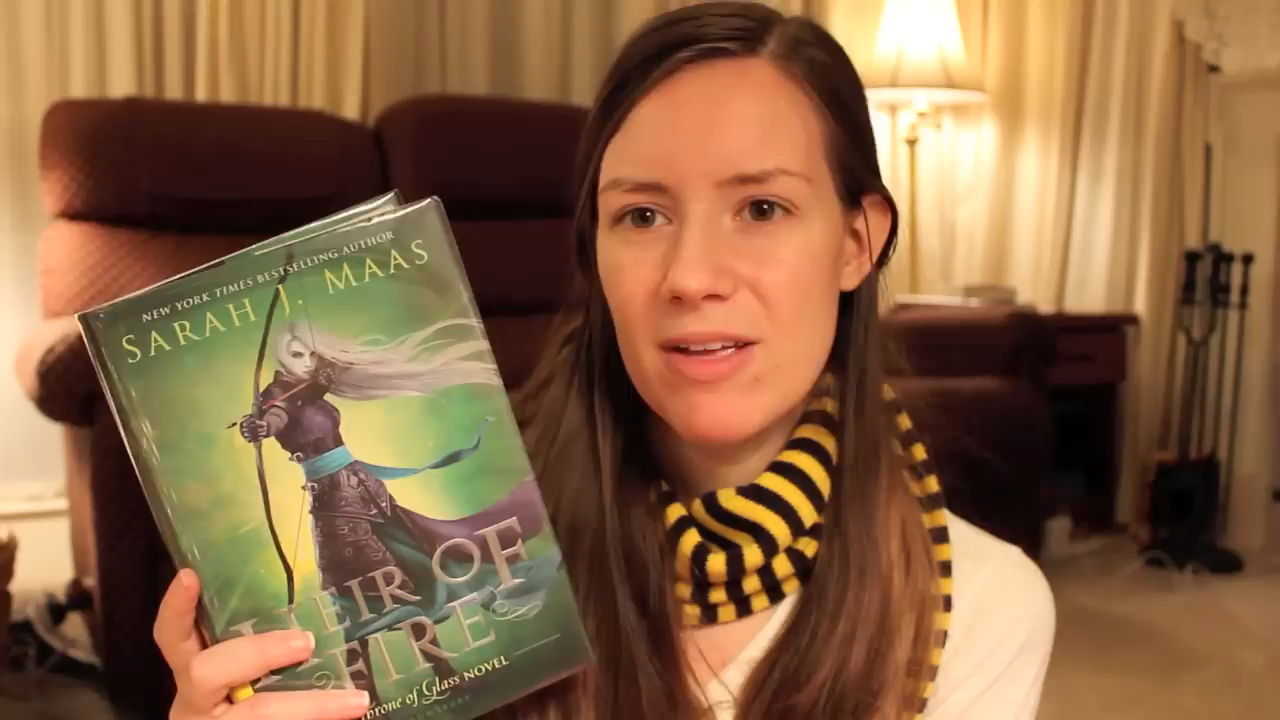 NEW YORK TIMES BESTSELLING AUTHOR
SARAH J. MAAS
HEIR OF
FIRE
Throne of Glass NOVEL